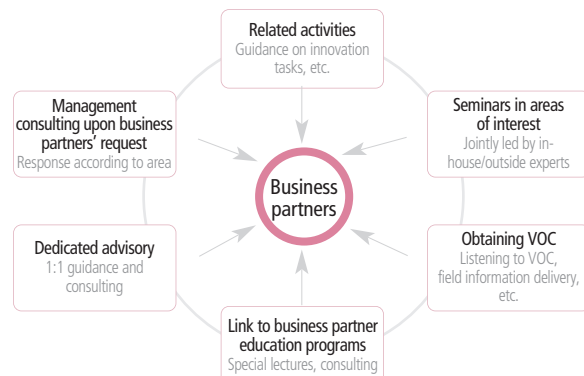 Related activities
Guidance on innovation
tasks, etc.
Management
consulting upon business
partners' request
Response according to area
Seminars in areas
of interest
Jointly led by in-
house/outside experts
Business
partners
Dedicated advisory
1:1 guidance and
consulting
Obtaining VOC
Listening to VOC,
field information delivery,
etc.
Link to business partner
education programs
Special lectures, consulting